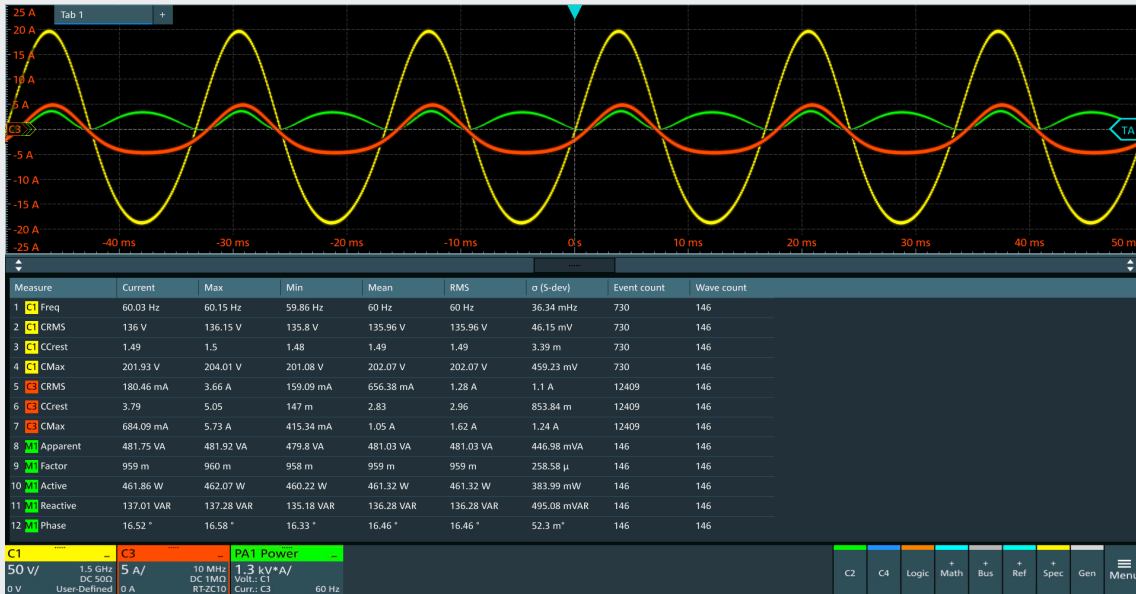 25 A
Tab 1 +
20 A
15 A
10 A
5 A
C3
TA
-5 A
-10 A
-15 A
-20 A
-25 A
-40 ms -30 ms -20 ms -10 ms 0 s 10 ms 20 ms 30 ms 40 ms 50 m
Measure Current Max Min Mean RMS σ (S-dev) Event count Wave count
1 C1 Freq 60.03 Hz 60.15 Hz 59.86 Hz 60 Hz 60 Hz 36.34 mHz 730 146
2 C1 CRMS 136 V 136.15 V 135.8 V 135.96 V 135.96 V 46.15 mV 730 146
3 C1 CCrest 1.49 1.5 1.48 1.49 1.49 3.39 m 730 146
4 C1 CMax 201.93 V 204.01 V 201.08 V 202.07 V 202.07 V 459.23 mV 730 146
5 C3 CRMS 180.46 mA 3.66 A 159.09 mA 656.38 mA 1.28 A 1.1 A 12409 146
6 C3 CCrest 3.79 5.05 147 m 2.83 2.96 853.84 m 12409 146
7 C3 CMax 684.09 mA 5.73 A 415.34 mA 1.05 A 1.62 A 1.24 A 12409 146
8 M1 Apparent 481.75 VA 481.92 VA 479.8 VA 481.03 VA 481.03 VA 446.98 mVA 146 146
9 M1 Factor 959 m 960 m 958 m 959 m 959 m 258.58 μ 146 146
10 M1 Active 461.86 W 462.07 W 460.22 W 461.32 W 461.32 W 383.99 mW 146 146
11 M1 Reactive 137.01 VAR 137.28 VAR 135.18 VAR 136.28 VAR 136.28 VAR 495.08 mVAR 146 146
12 M1 Phase 16.52 ° 16.58 ° 16.33 ° 16.46 ° 16.46 ° 52.3 m° 146 146
C1
50 V/ 1.5 GHz
DC 50Ω
0 V User-Defined
C3
5 A/ 10 MHz
DC 1MΩ
0 A RT-ZC10
PA1 Power
1.3 kV*A/
Volt.: C1
Curr.: C3 60 Hz
C2
C4
Logic
+ Math
+ Bus
+ Ref
+ Spec
Gen
Menu